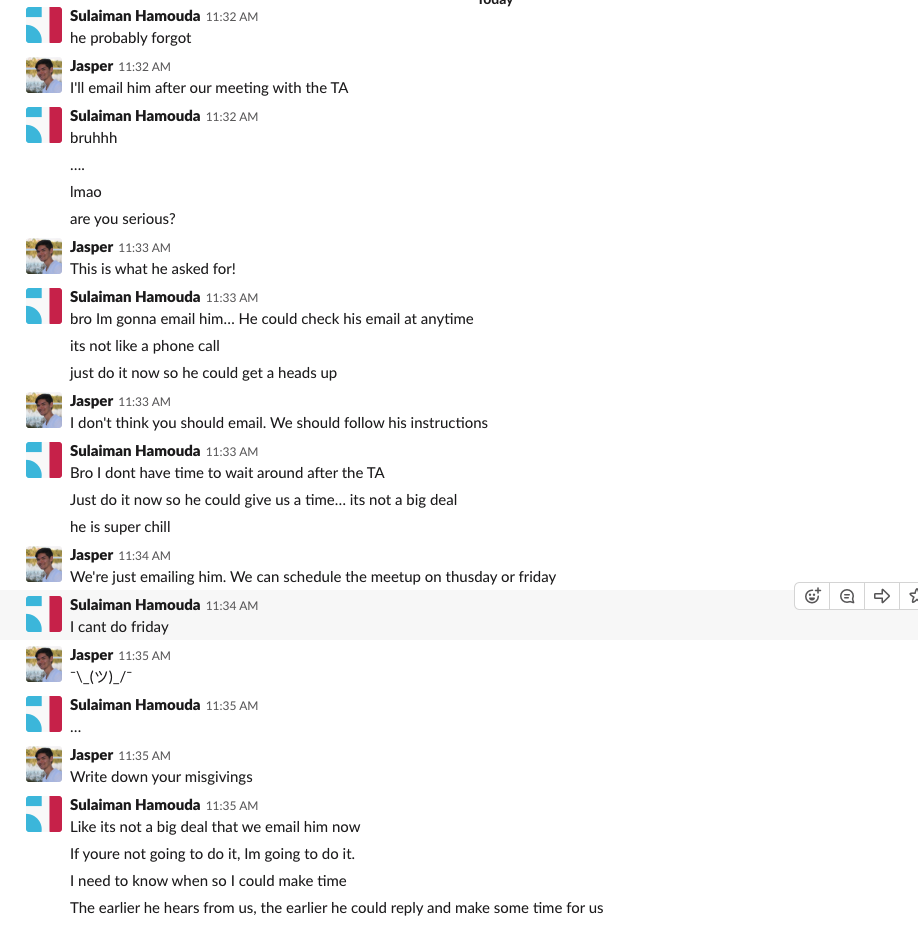 Today
Sulaiman Hamouda 11:32 AM
he probably forgot
Jasper 11:32 AM
I'll email him after our meeting with the TA
Sulaiman Hamouda 11:32 AM
bruhhh
....
lmao
are you serious?
Jasper 11:33 AM
This is what he asked for!
Sulaiman Hamouda 11:33 AM
bro Im gonna email him... He could check his email at anytime
its not like a phone call
just do it now so he could get a heads up
Jasper 11:33 AM
I don't think you should email. We should follow his instructions
Sulaiman Hamouda 11:33 AM
Bro I dont have time to wait around after the TA
Just do it now so he could give us a time... its not a big deal
he is super chill
Jasper 11:34 AM
We're just emailing him. We can schedule the meetup on thusday or friday
Sulaiman Hamouda 11:34 AM
I cant do friday
Jasper 11:35 AM
¯\_(ツ)_/¯
Sulaiman Hamouda 11:35 AM
...
Jasper 11:35 AM
Write down your misgivings
Sulaiman Hamouda 11:35 AM
Like its not a big deal that we email him now
If youre not going to do it, Im going to do it.
I need to know when so I could make time
The earlier he hears from us, the earlier he could reply and make some time for us